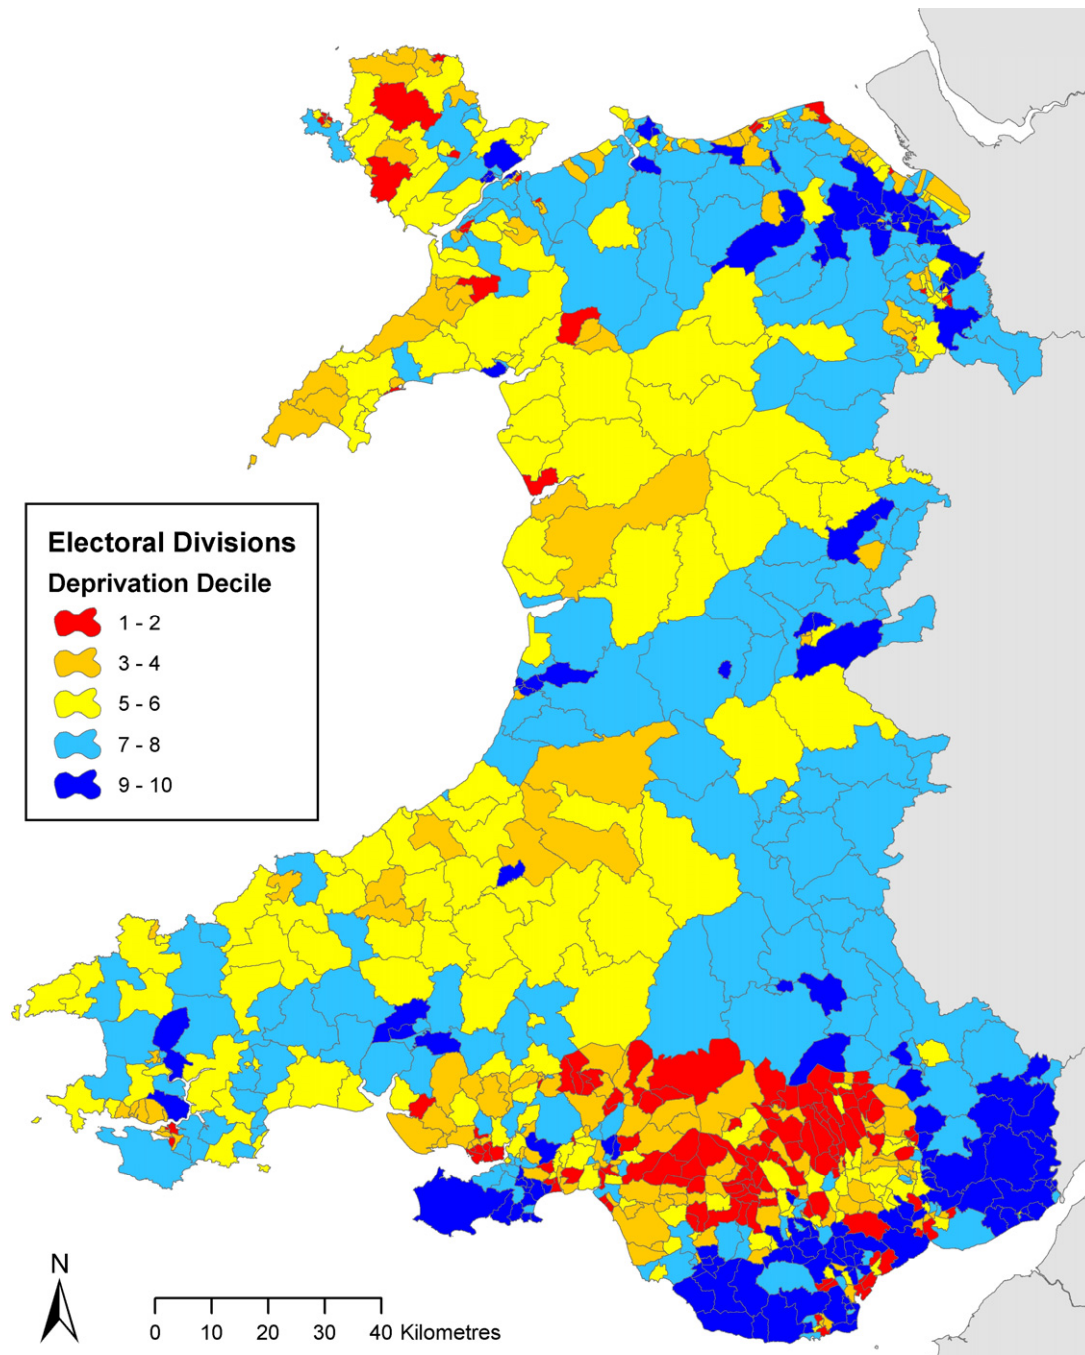 Electoral Divisions
Deprivation Decile
1 - 2
3 - 4
5 - 6
7 - 8
9 - 10
N
0 10 20 30 40 Kilometres